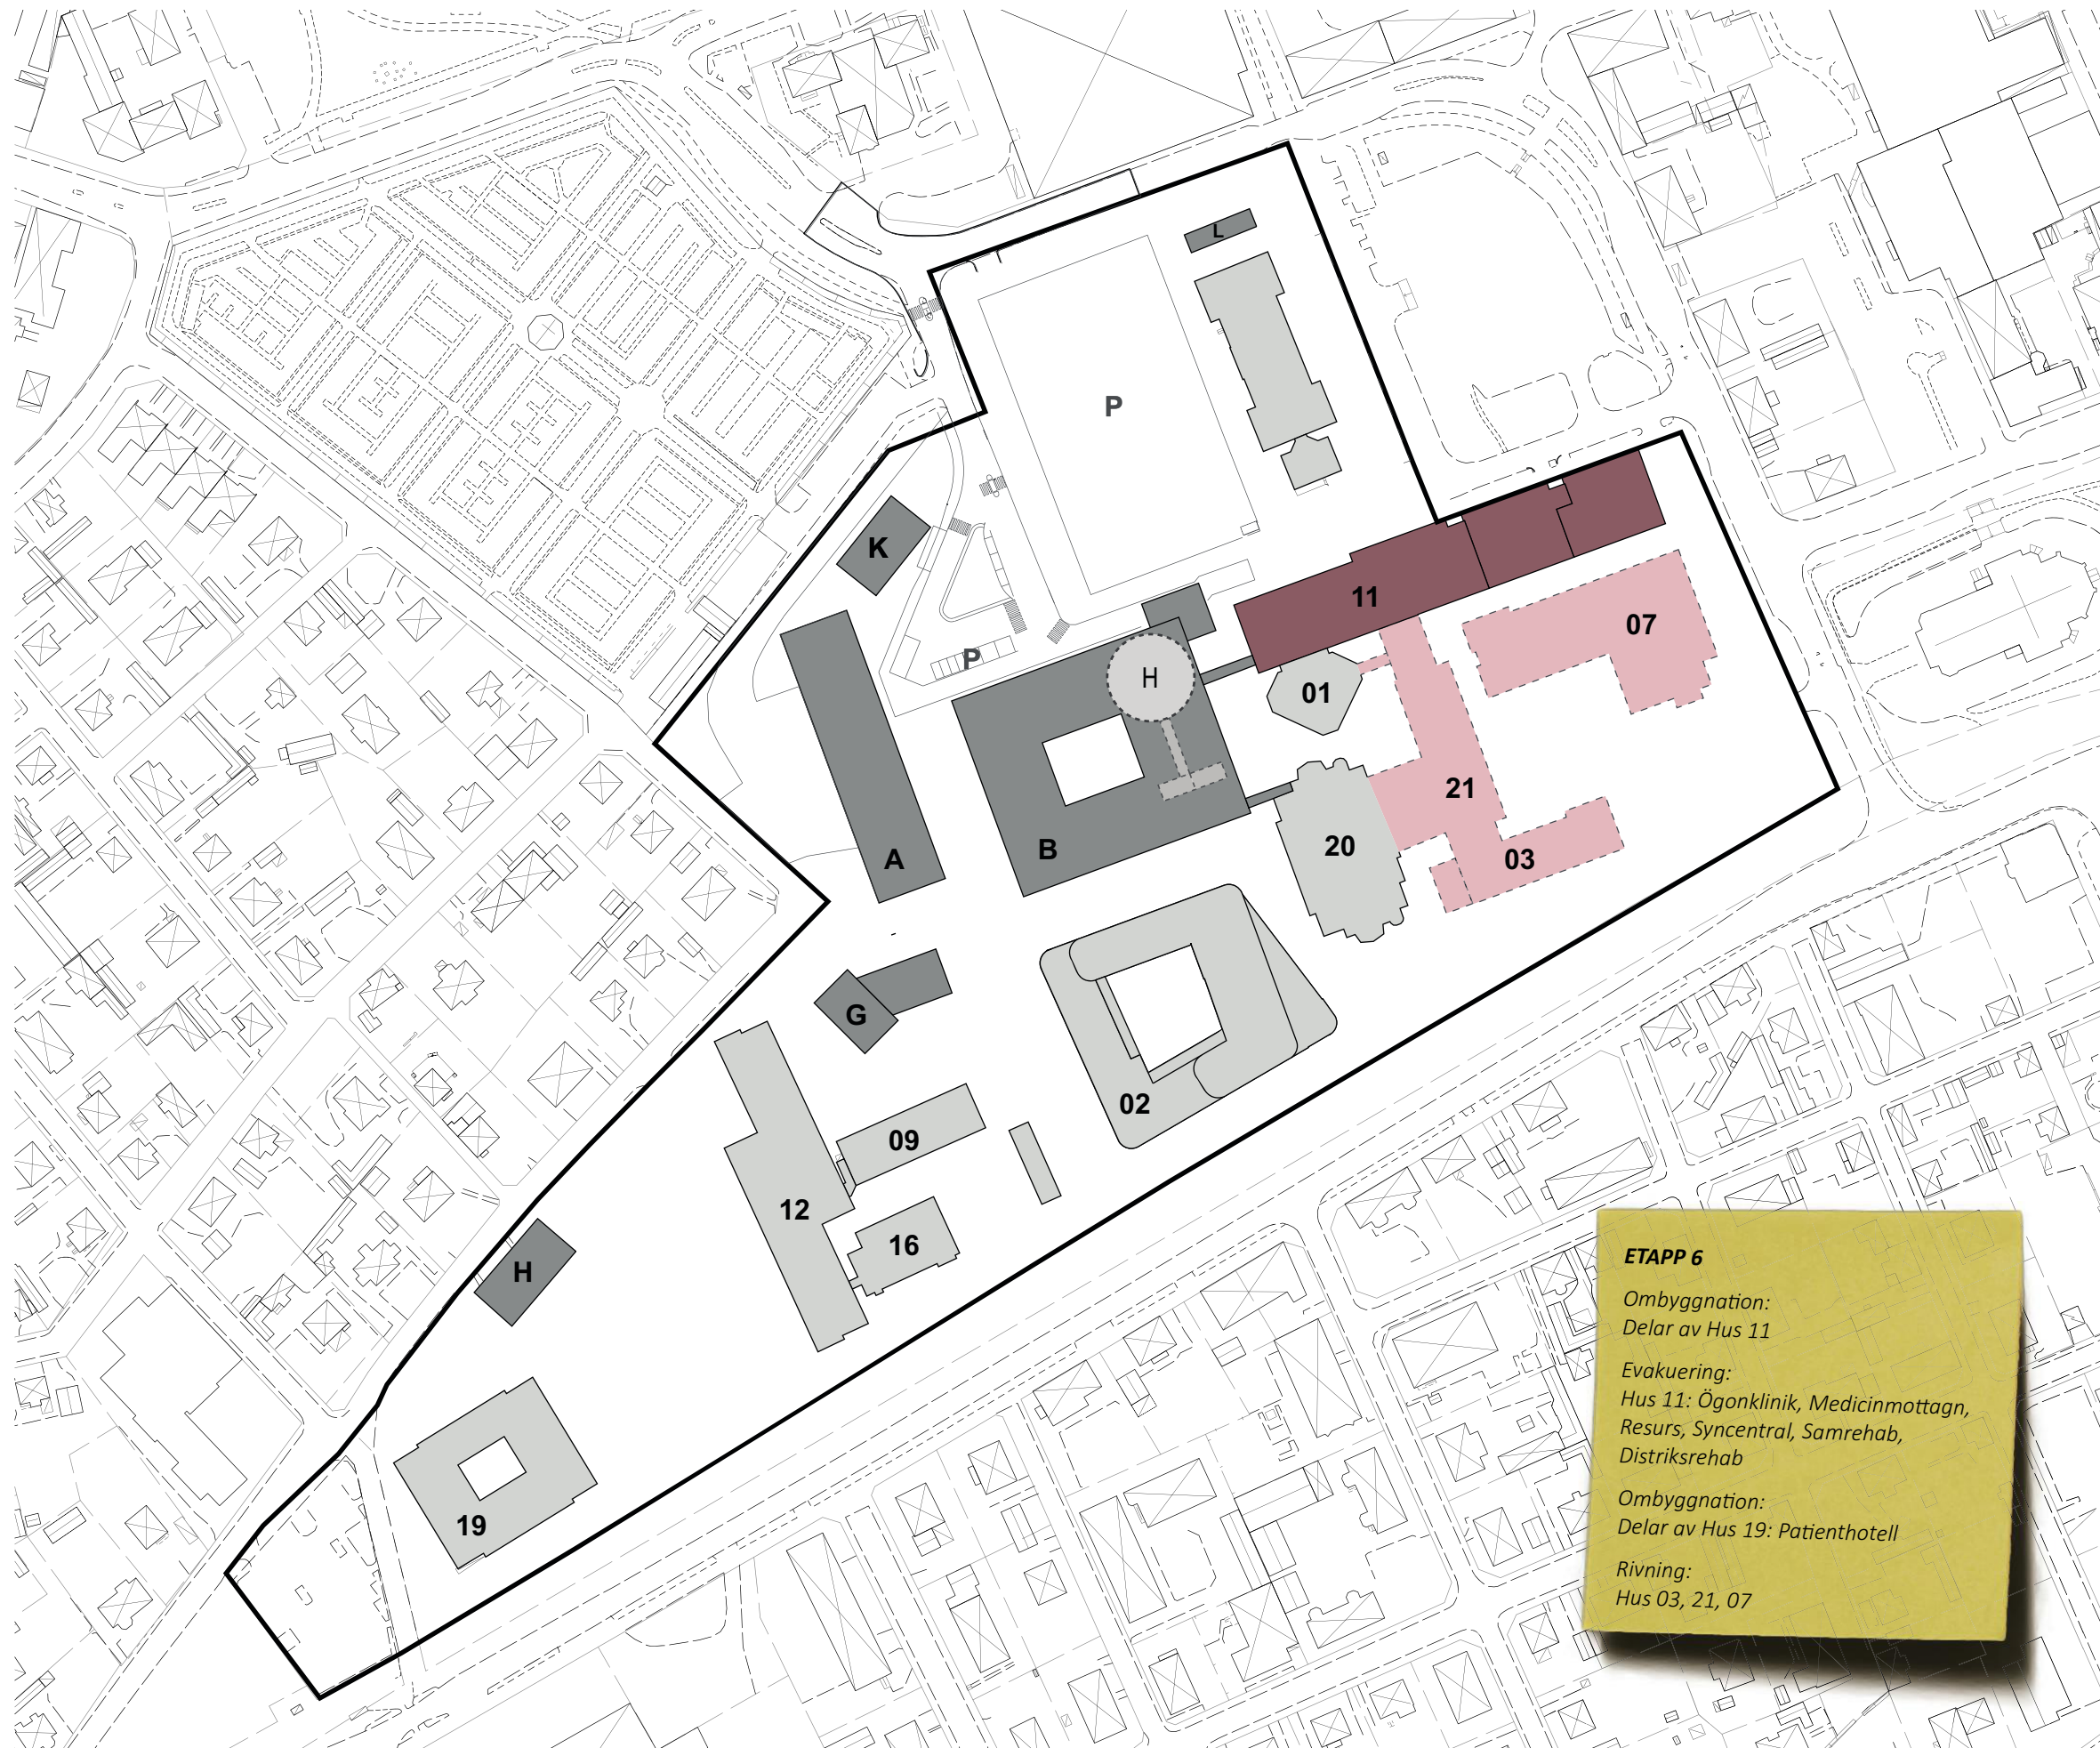 L
P
K
11
07
P
H
01
21
20
03
B
A
G
02
09
12
16
H
19
ETAPP 6
Ombyggnation:
Delar av Hus 11
Evakuering:
Hus 11: Ögonklinik, Medicinmottagn,
Resurs, Syncentral, Samrehab,
Distriksrehab
Ombyggnation:
Delar av Hus 19: Patienthotell
Rivning:
Hus 03, 21, 07